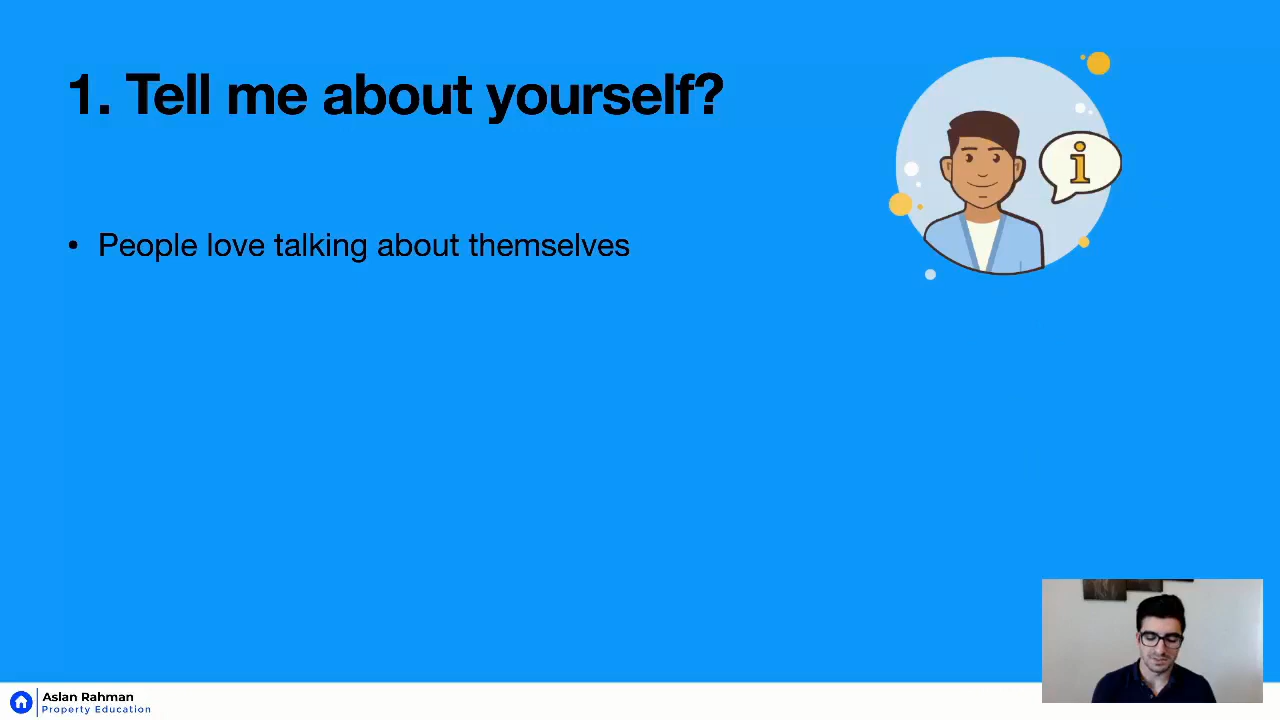 1. Tell me about yourself?
i
• People love talking about themselves
Aslan Rahman
Property Education